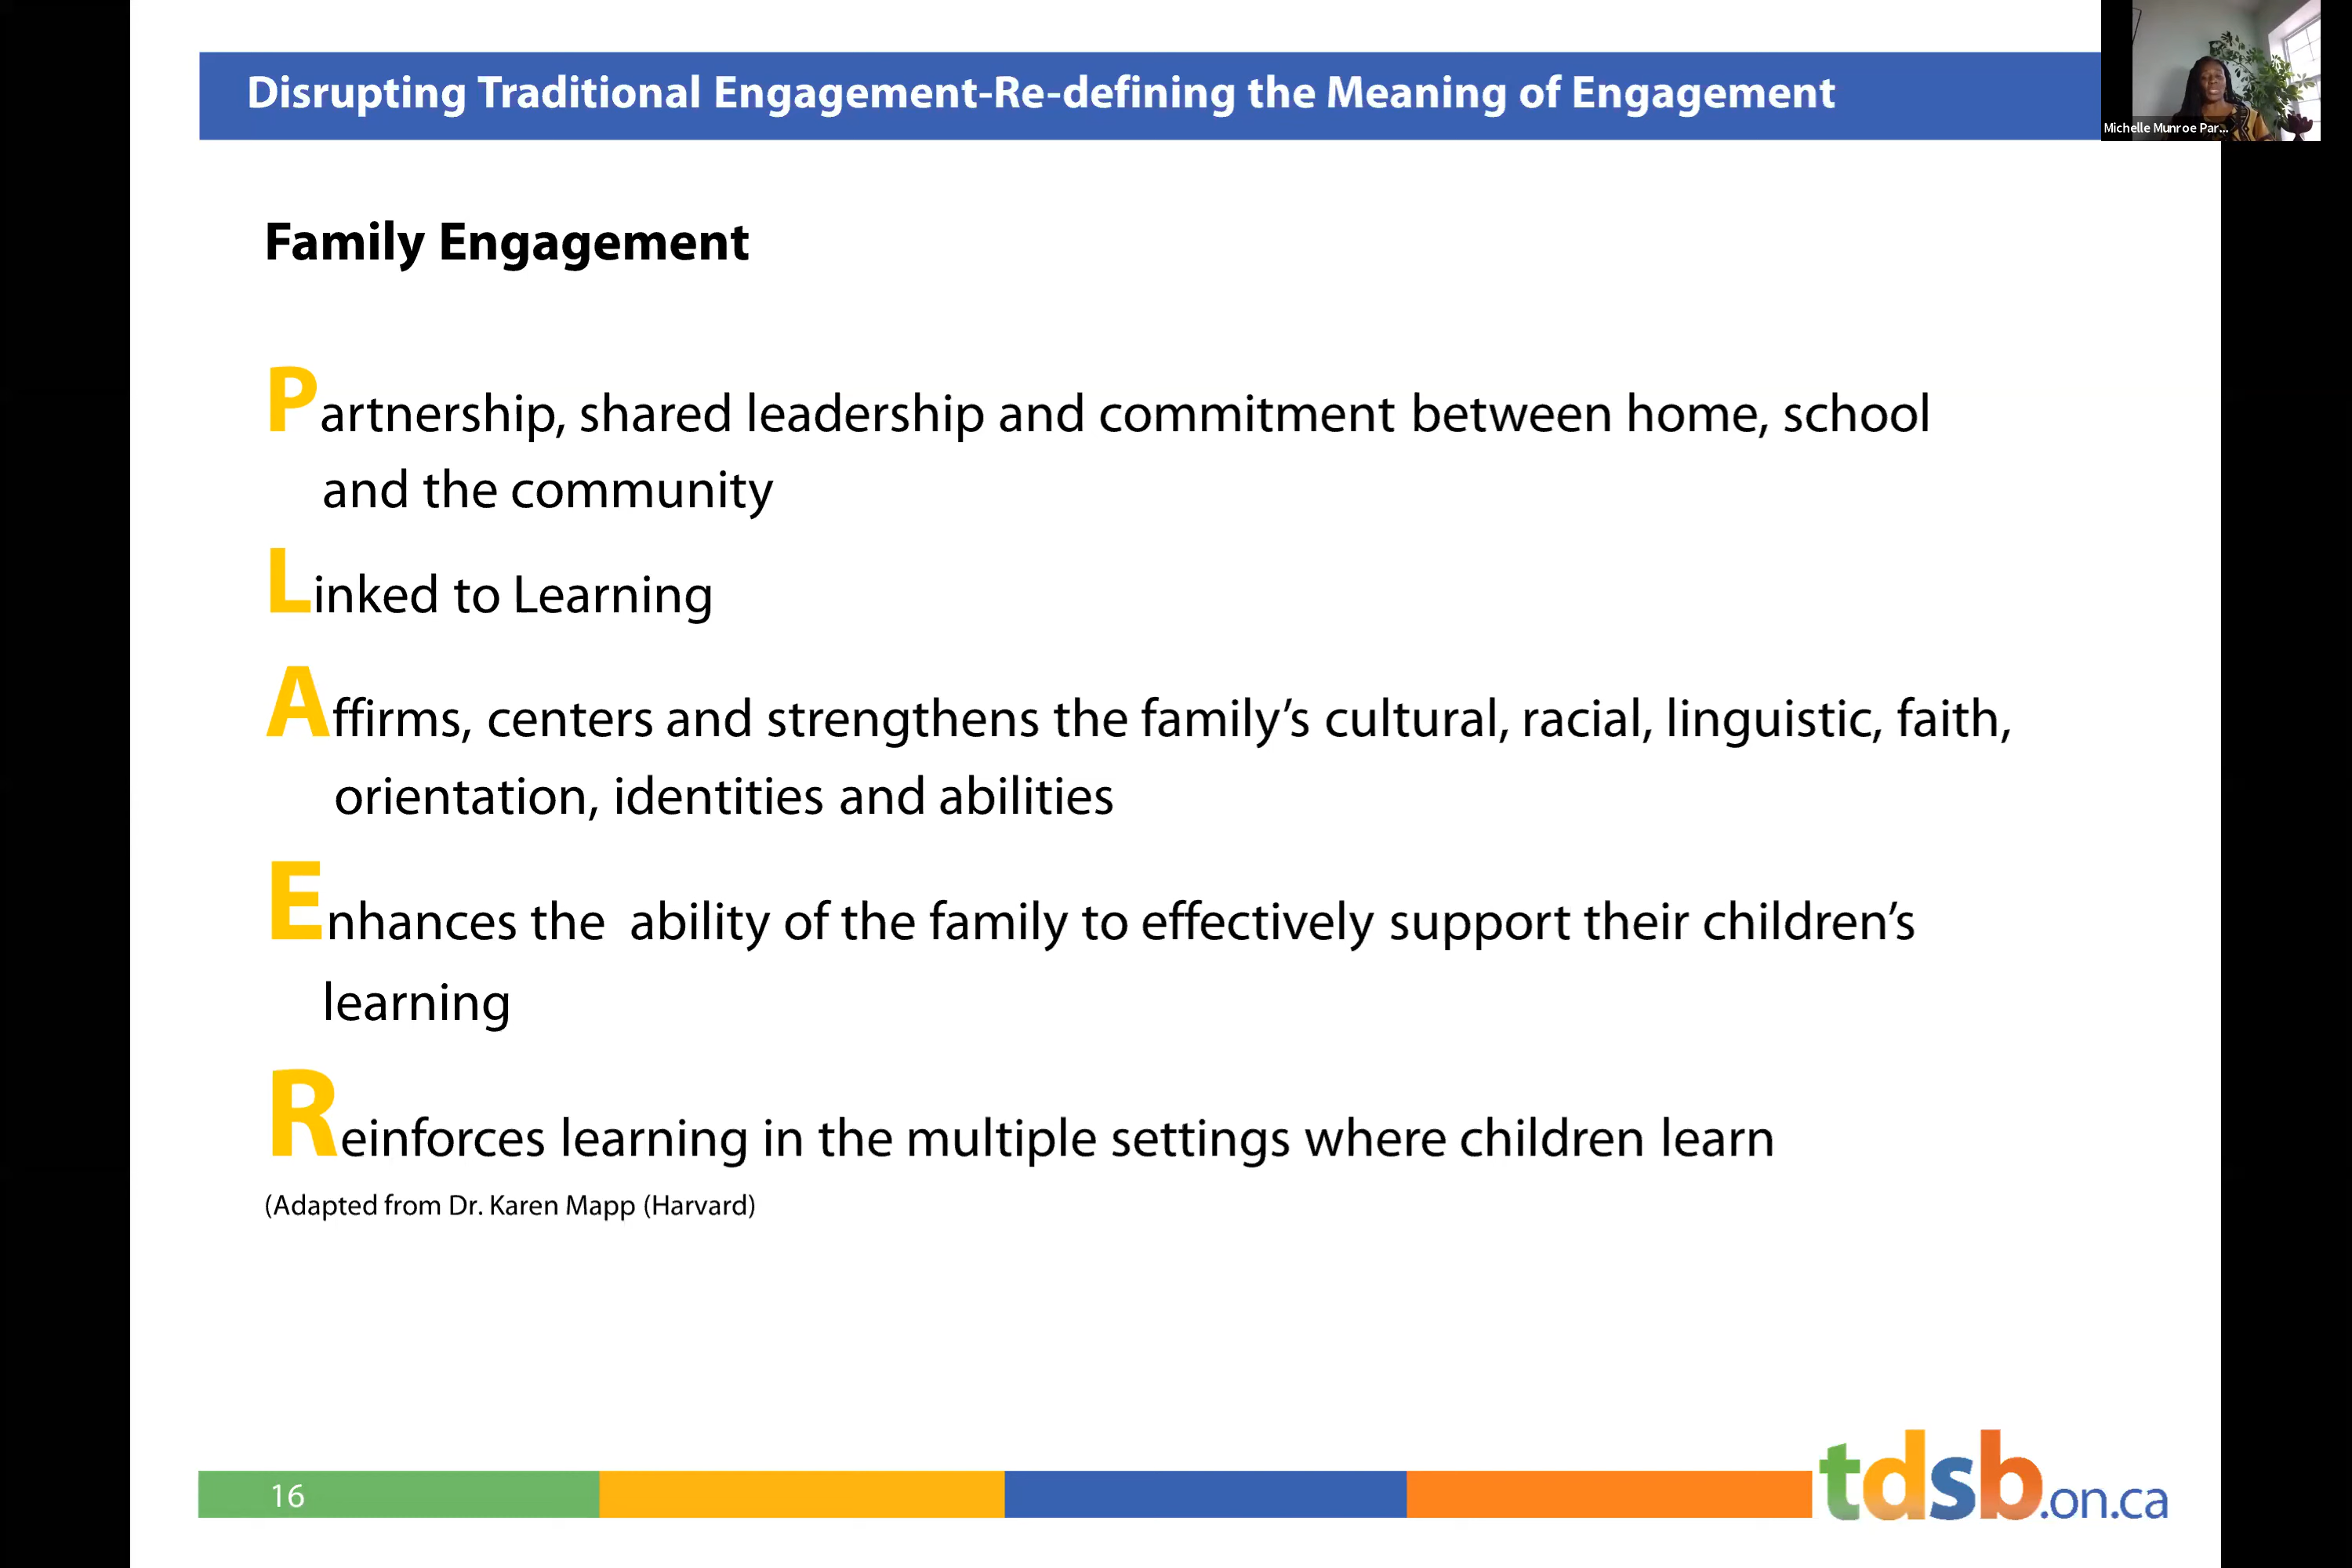 Disrupting Traditional Engagement-Re-defining the Meaning of Engagement
Michelle Munroe Par...
Family Engagement
Partnership, shared leadership and commitment between home, school
and the community
Linked to Learning
Affirms, centers and strengthens the family’s cultural, racial, linguistic, faith,
orientation, identities and abilities
Enhances the  ability of the family to effectively support their children’s
learning
Reinforces learning in the multiple settings where children learn
(Adapted from Dr. Karen Mapp (Harvard)
16
tdsb.on.ca